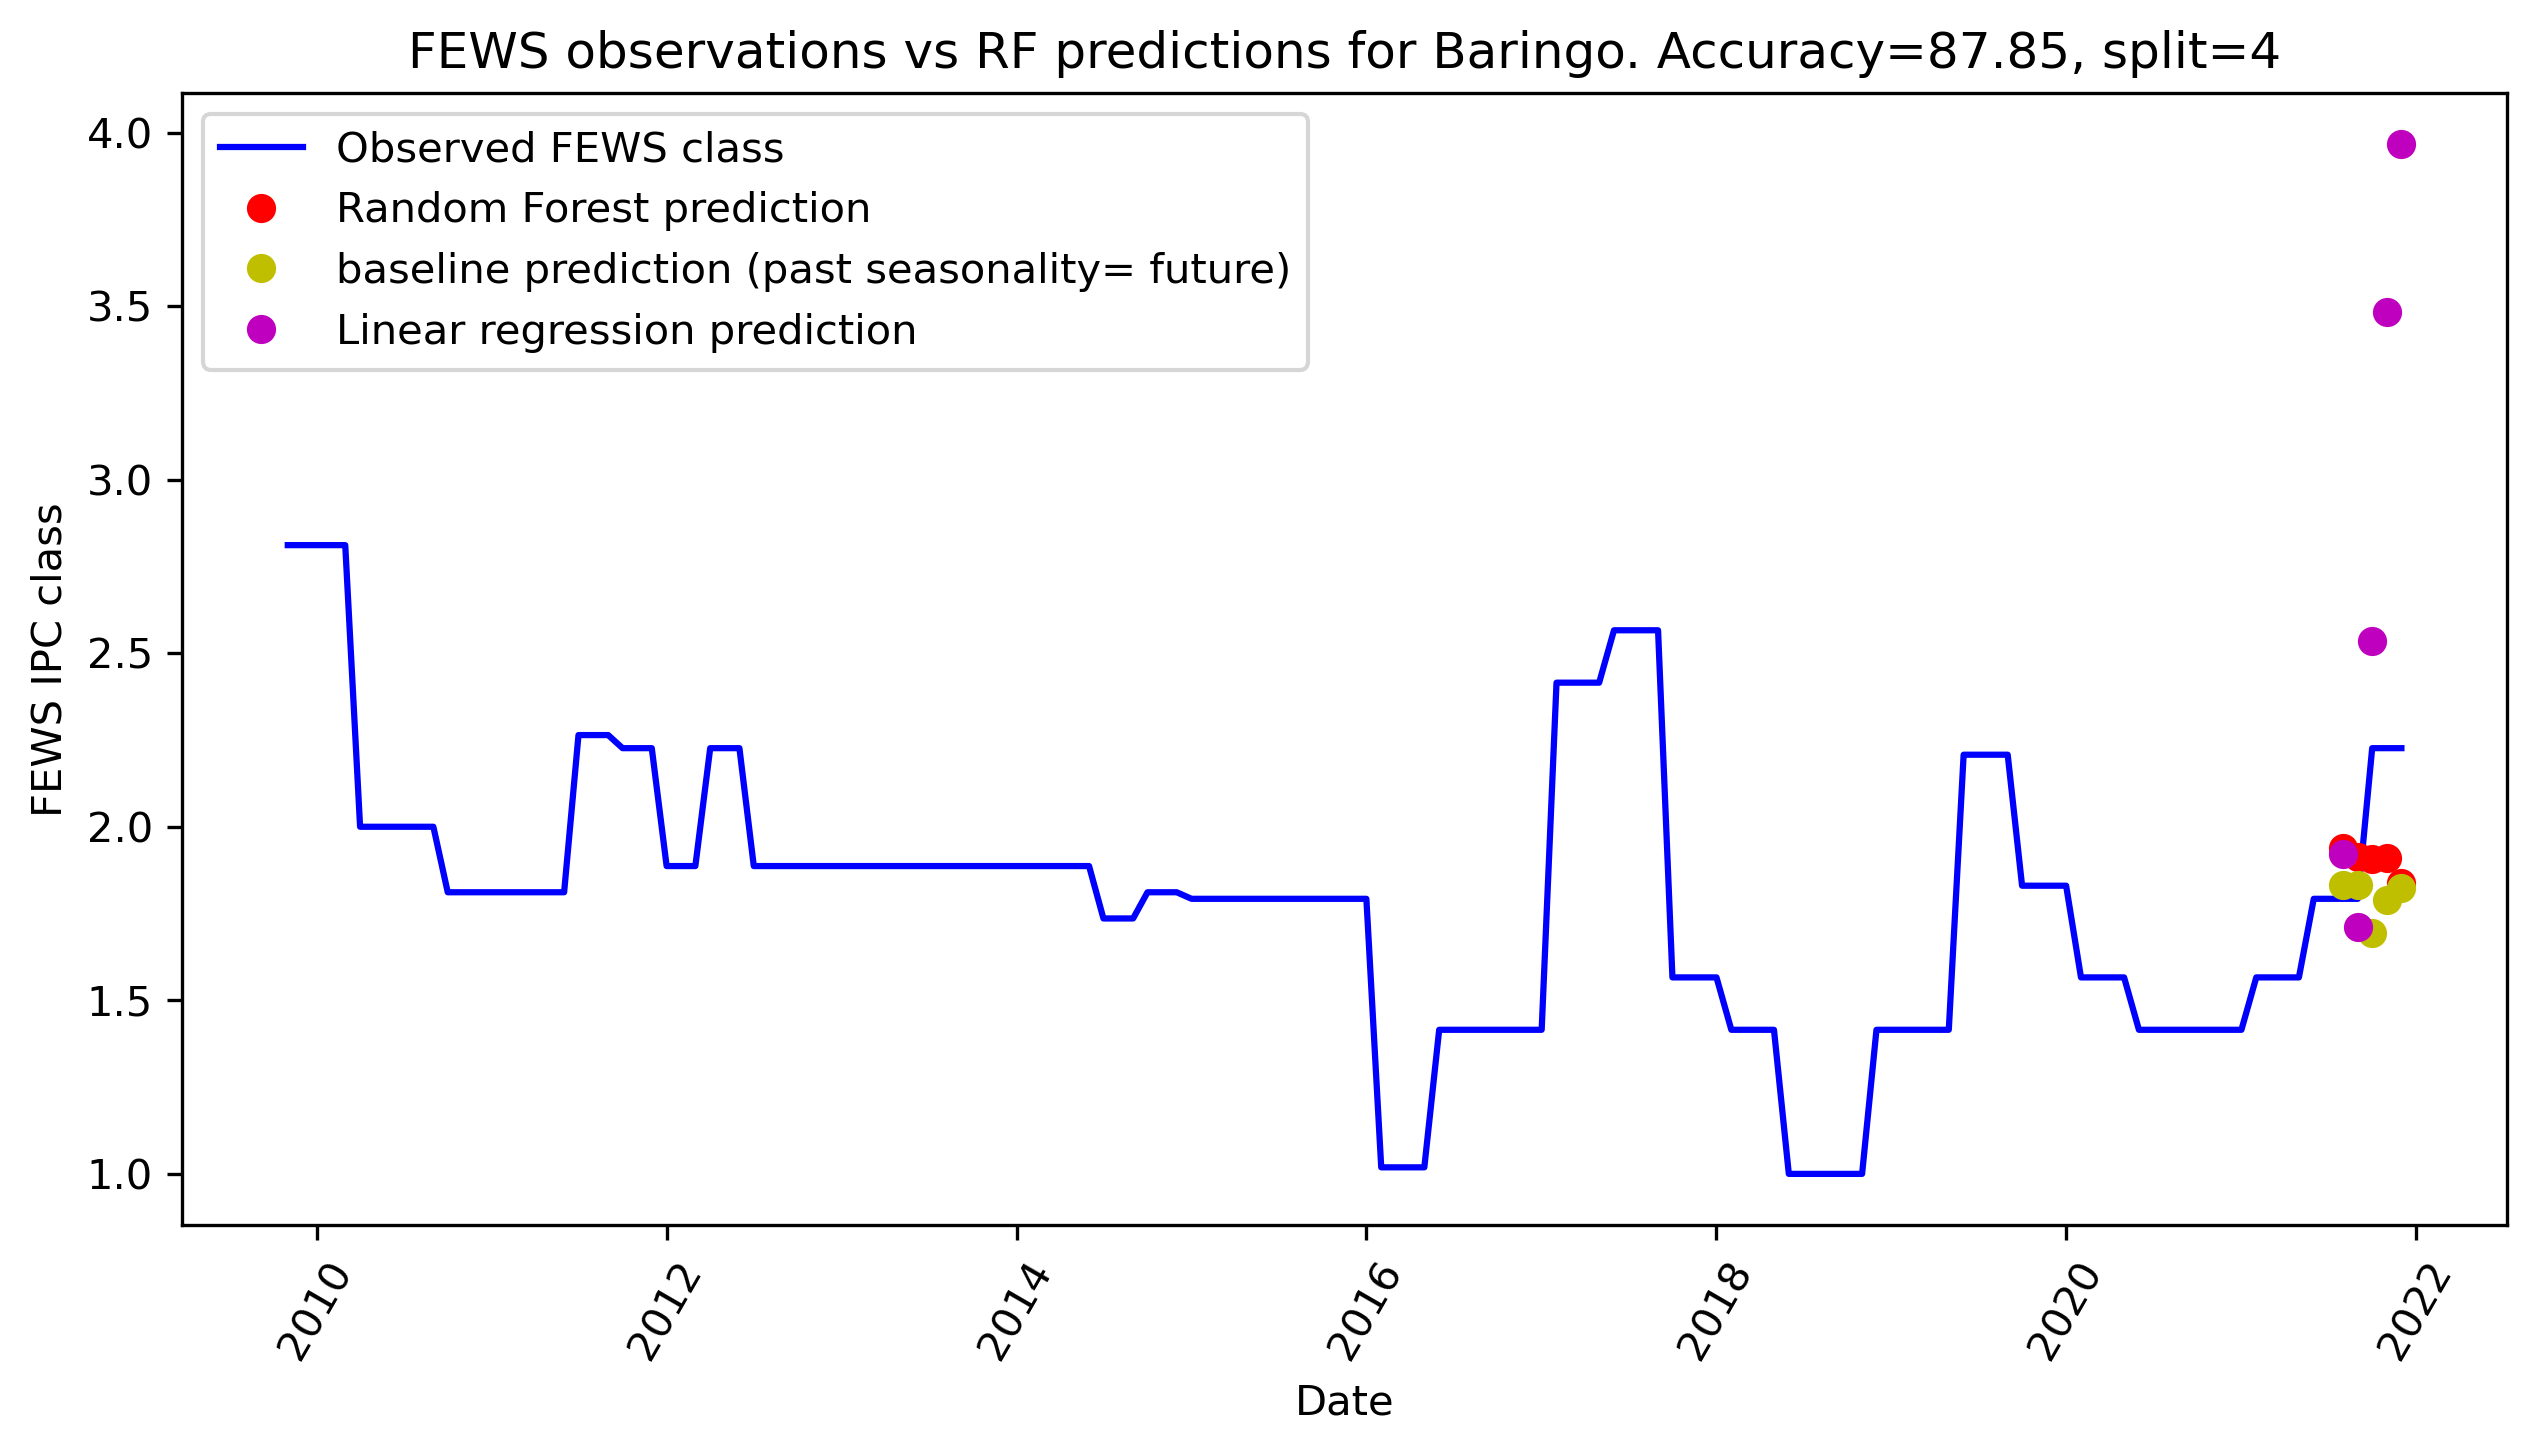 FEWS observations vs RF predictions for Baringo. Accuracy=87.85, split=4
Observed FEWS class
Random Forest prediction
baseline prediction (past seasonality= future)
Linear regression prediction
4.0
3.5
3.0
2.5
2.0
1.5
1.0
FEWS IPC class
2010
2012
2014
2016
2018
2020
2022
Date